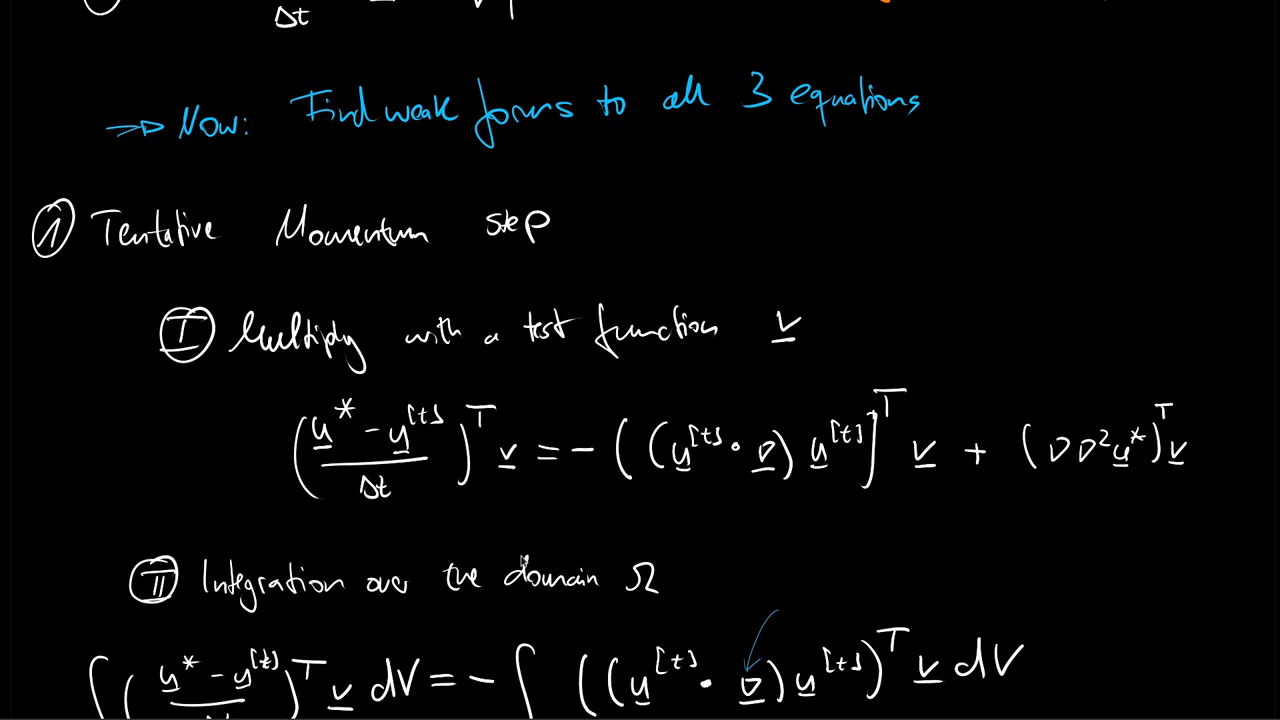 Δt
⇒ Now: Find weak forms to all 3 equations
① Tentative Momentum step
Ⓘ Multiply with a test function v
((u* - u^[t])/Δt)^T v = - ((u^[t] · ∇) u^[t])^T v + (ν∇²u*)^T v
Ⅱ Integration over the domain Ω
∫ ((u* - u^[t])/)^T v dV = - ∫ ((u^[t] · ∇) u^[t])^T v dV